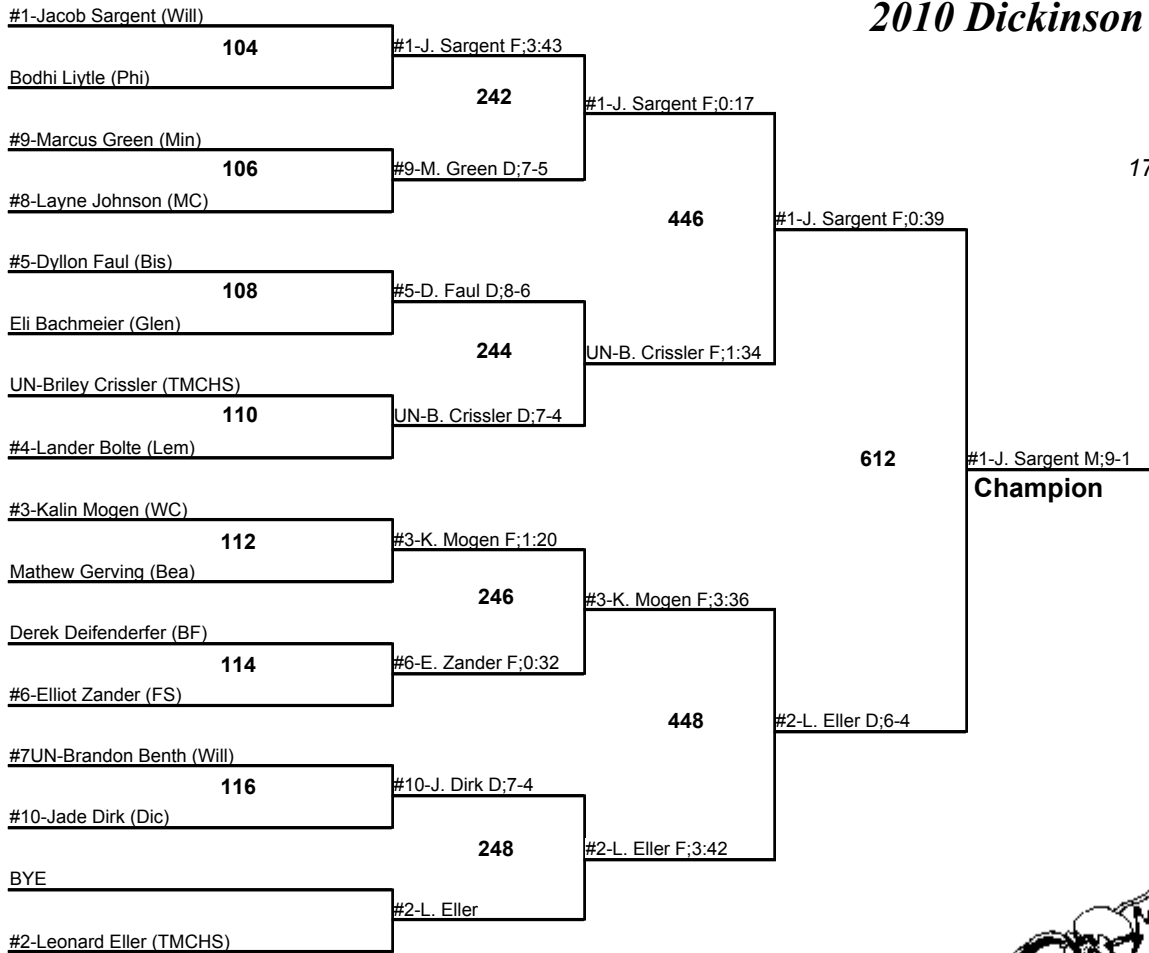 2010 Dickinson
#1-Jacob Sargent (Will)
104
Bodhi Liytle (Phi)
#1-J. Sargent F;3:43
242
#9-Marcus Green (Min)
106
#8-Layne Johnson (MC)
#9-M. Green D;7-5
#1-J. Sargent F;0:17
17
446
#5-Dyllon Faul (Bis)
108
Eli Bachmeier (Glen)
#5-D. Faul D;8-6
244
UN-Briley Crissler (TMCHS)
110
#4-Lander Bolte (Lem)
UN-B. Crissler D;7-4
UN-B. Crissler F;1:34
#1-J. Sargent F;0:39
612
#1-J. Sargent M;9-1
Champion
#3-Kalin Mogen (WC)
112
Mathew Gerving (Bea)
#3-K. Mogen F;1:20
246
Derek Deifenderfer (BF)
114
#6-Elliot Zander (FS)
#6-E. Zander F;0:32
#3-K. Mogen F;3:36
448
#2-L. Eller D;6-4
#7UN-Brandon Benth (Will)
116
#10-Jade Dirk (Dic)
#10-J. Dirk D;7-4
248
#2-L. Eller F;3:42
BYE
#2-L. Eller
#2-Leonard Eller (TMCHS)